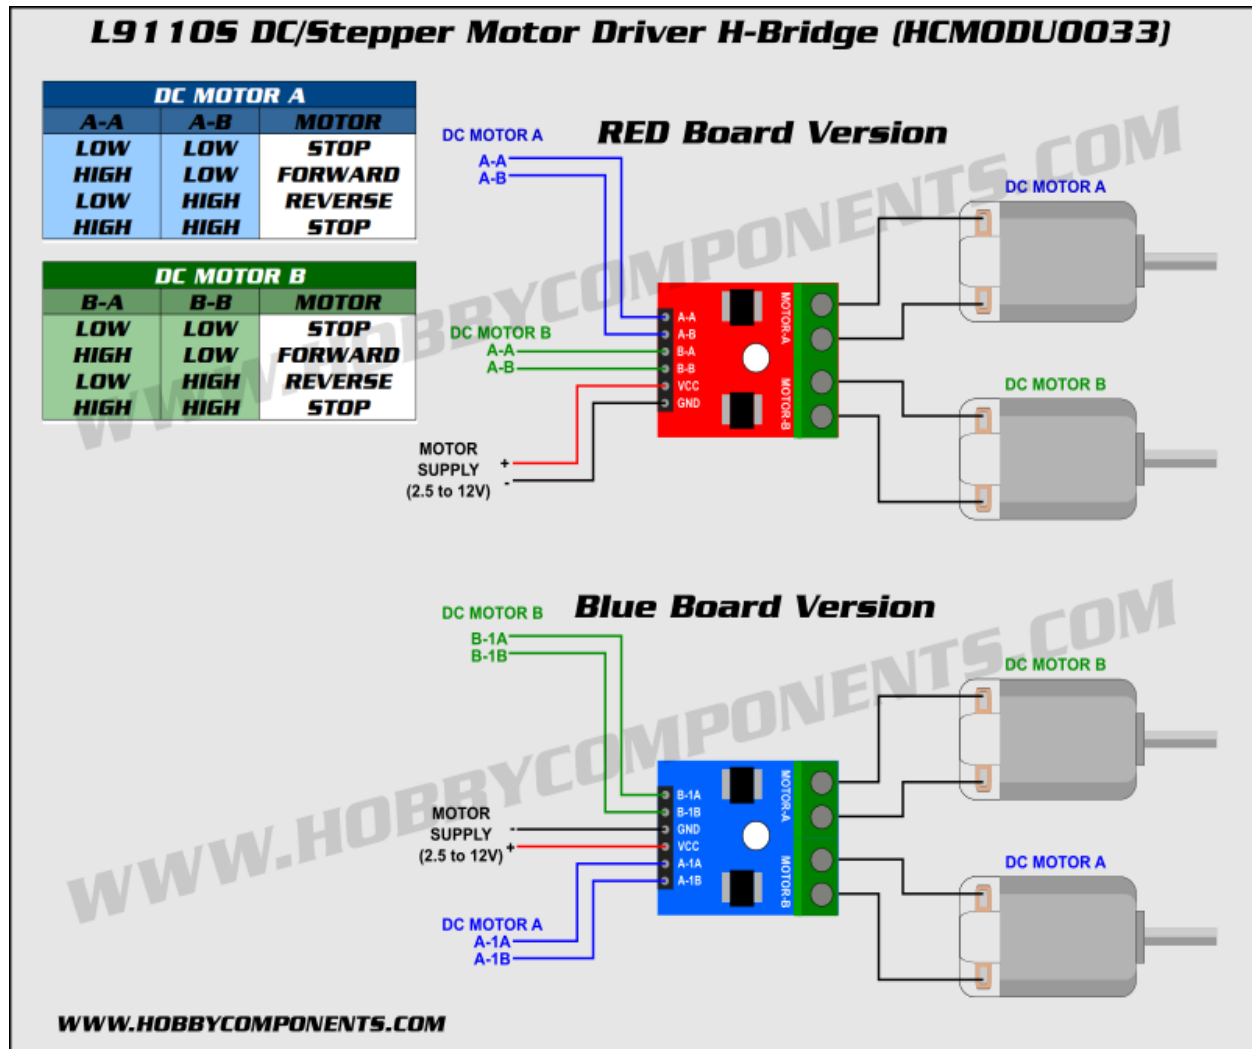 L9110S DC/Stepper Motor Driver H-Bridge (HCMODU0033)
DC MOTOR A
A-A A-B MOTOR
LOW LOW STOP
HIGH LOW FORWARD
LOW HIGH REVERSE
HIGH HIGH STOP
DC MOTOR B
B-A B-B MOTOR
LOW LOW STOP
HIGH LOW FORWARD
LOW HIGH REVERSE
HIGH HIGH STOP
RED Board Version
DC MOTOR A
A-A
A-B
DC MOTOR B
A-A
A-B
MOTOR
SUPPLY
(2.5 to 12V)
+
-
A-A
A-B
B-A
B-B
VCC
GND
MOTOR-A
MOTOR-B
DC MOTOR A
DC MOTOR B
WWW.HOBBYCOMPONENTS.COM
Blue Board Version
DC MOTOR B
B-1A
B-1B
MOTOR
SUPPLY
(2.5 to 12V)
-
+
DC MOTOR A
A-1A
A-1B
B-1A
B-1B
GND
VCC
A-1A
A-1B
MOTOR-A
MOTOR-B
DC MOTOR B
DC MOTOR A
WWW.HOBBYCOMPONENTS.COM
WWW.HOBBYCOMPONENTS.COM